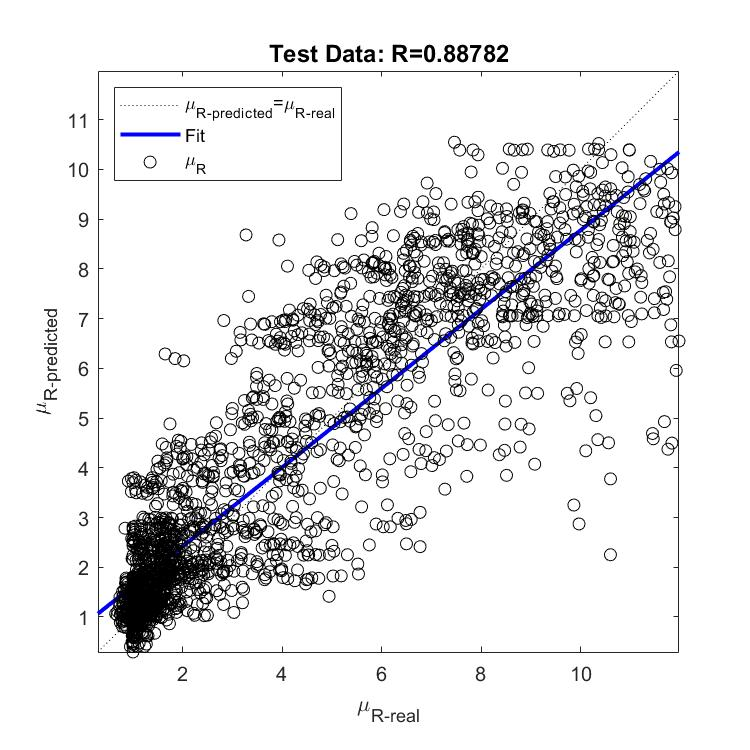 Test Data: R=0.88782
μR-predicted=μR-real
Fit
μR
11
10
9
8
7
6
5
4
3
2
1
μR-predicted
2 4 6 8 10
μR-real